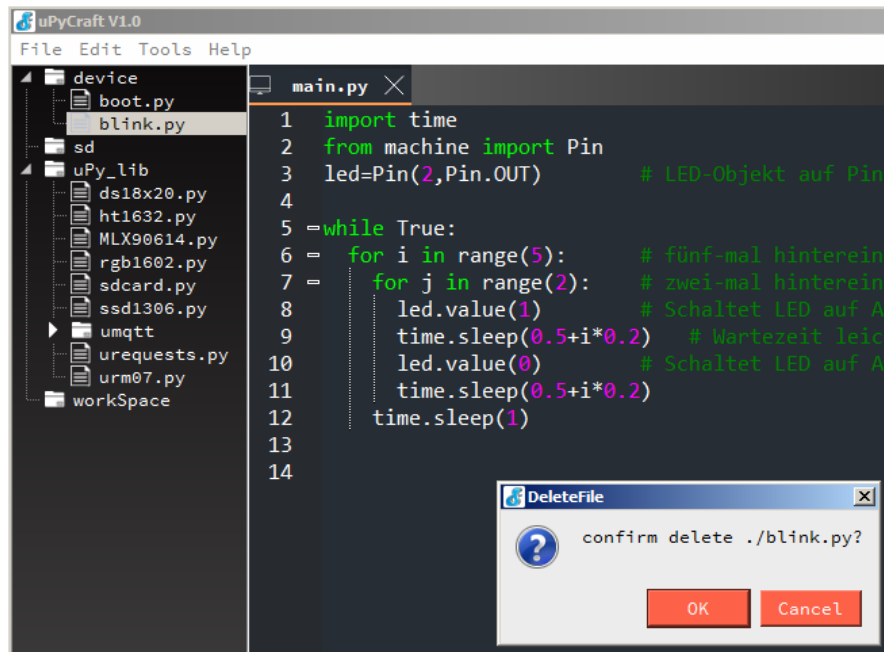 uPyCraft V1.0
File Edit Tools Help
device
boot.py
blink.py
sd
uPy_lib
ds18x20.py
ht1632.py
MLX90614.py
rgb1602.py
sdcard.py
ssd1306.py
umqtt
urequests.py
urm07.py
workSpace
main.py
1 import time
2 from machine import Pin
3 led=Pin(2,Pin.OUT) # LED-Objekt auf Pin
4
5 while True:
6 for i in range(5): # fünf-mal hinterein
7 for j in range(2): # zwei-mal hinterein
8 led.value(1) # Schaltet LED auf A
9 time.sleep(0.5+i*0.2) # Wartezeit leic
10 led.value(0) # Schaltet LED auf A
11 time.sleep(0.5+i*0.2)
12 time.sleep(1)
13
14
DeleteFile
confirm delete ./blink.py?
OK Cancel